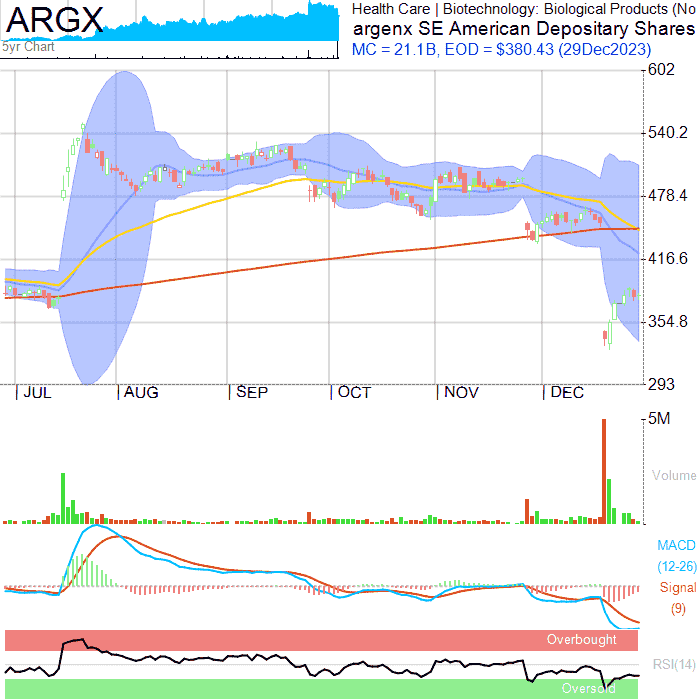 ARGX
5yr Chart
Health Care | Biotechnology: Biological Products (No
argenx SE American Depositary Shares
MC = 21.1B, EOD = $380.43 (29Dec2023)
602
540.2
478.4
416.6
354.8
293
JUL
AUG
SEP
OCT
NOV
DEC
5M
Volume
MACD
(12-26)
Signal
(9)
Overbought
RSI(14)
Oversold